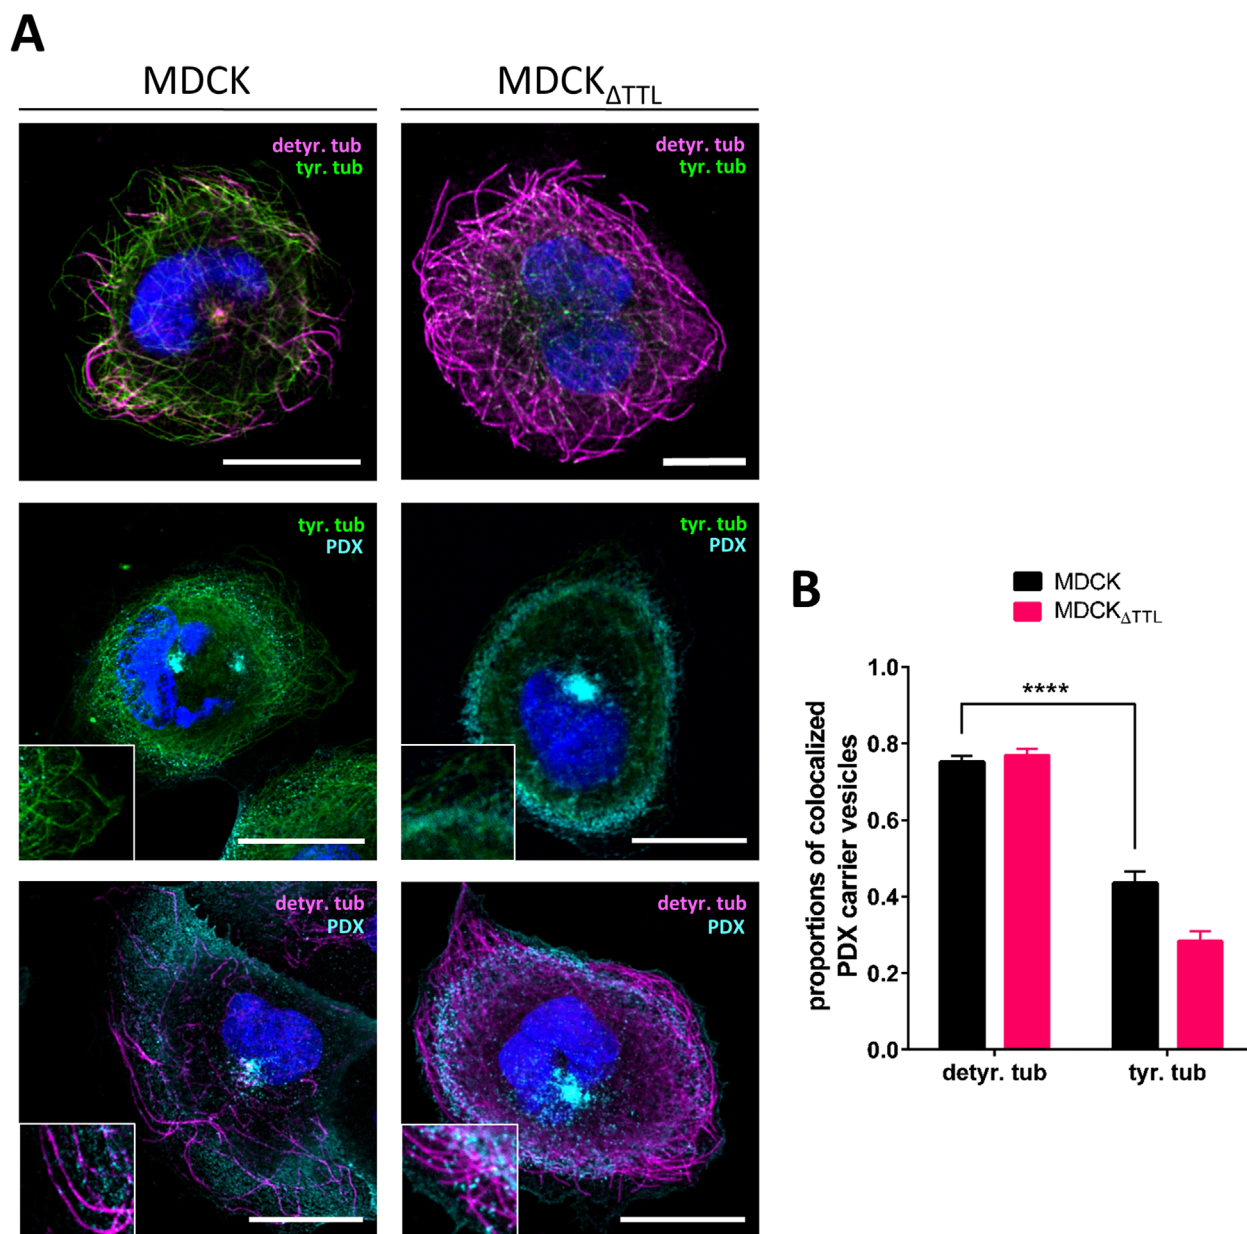 A
MDCK
MDCKΔTTL
detyr. tub
tyr. tub
detyr. tub
tyr. tub
tyr. tub
PDX
tyr. tub
PDX
detyr. tub
PDX
detyr. tub
PDX
B
MDCK
MDCKΔTTL
proportions of colocalized
PDX carrier vesicles
1.0
0.8
0.6
0.4
0.2
0.0
****
detyr. tub
tyr. tub